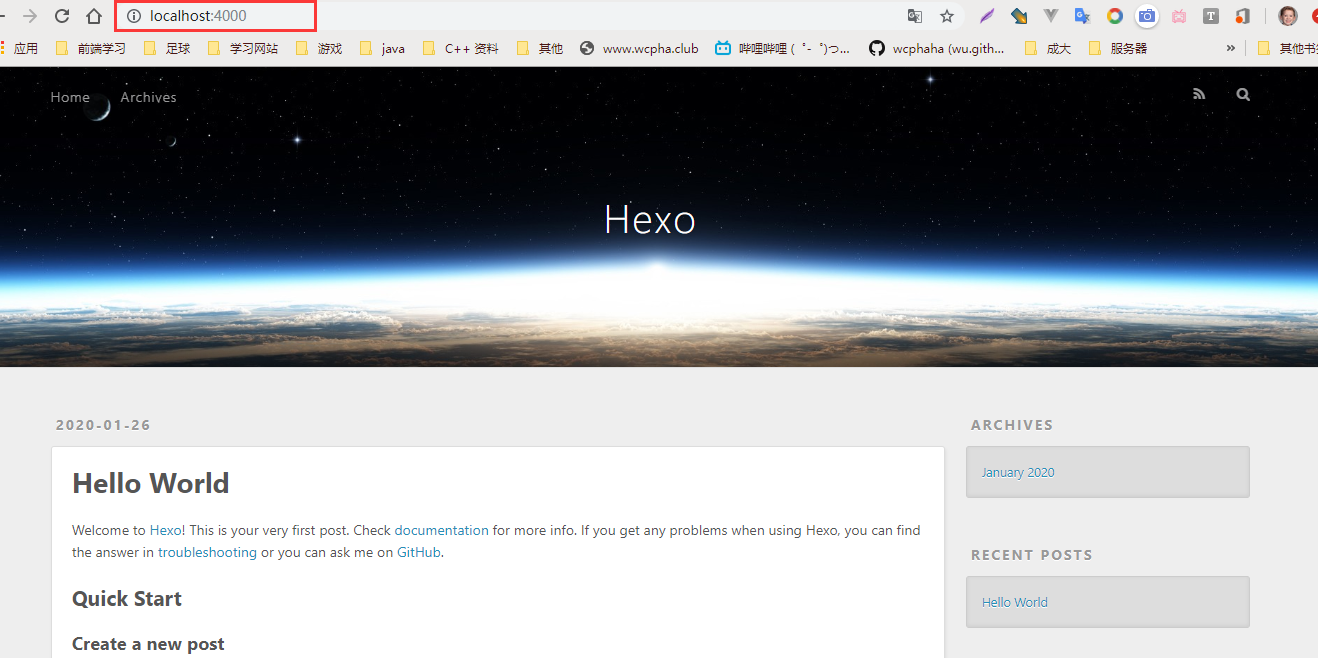 localhost:4000
应用 前端学习 足球 学习网站 游戏 java C++ 资料 其他 www.wcpha.club 哔哩哔哩 ( ゜- ゜)つ... wcphaha (wu.gith... 成大 服务器 » 其他书
Home Archives
Hexo
2020-01-26
Hello World
Welcome to Hexo! This is your very first post. Check documentation for more info. If you get any problems when using Hexo, you can find
the answer in troubleshooting or you can ask me on GitHub.
Quick Start
Create a new post
ARCHIVES
January 2020
RECENT POSTS
Hello World